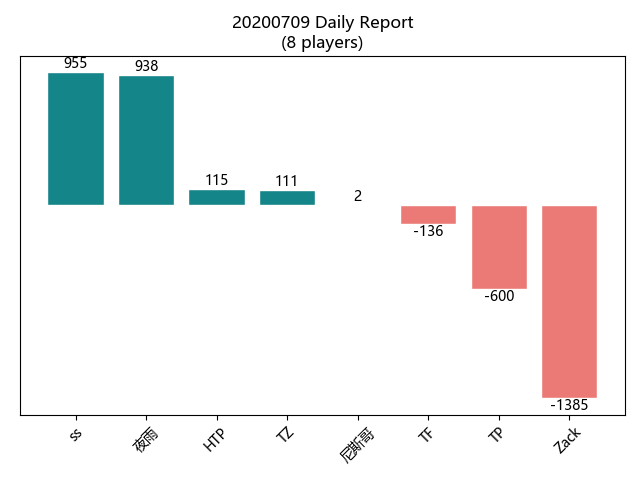 20200709 Daily Report
(8 players)
955
938
115
111
2
-136
-600
-1385
ss
夜雨
HTP
TZ
尼斯哥
TF
TP
Zack